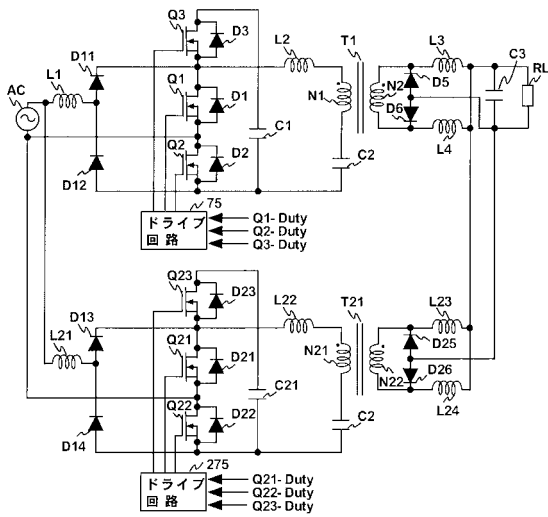 Q3
D3
L2
T1
L3
C3
RL
D11
L1
AC
Q1
D1
N1
N2
D5
D6
C1
Q2
D2
L4
D12
C2
75
ドライブ
回路
Q1- Duty
Q2- Duty
Q3- Duty
Q23
D23
L22
T21
L23
D13
L21
Q21
D21
N21
N22
D25
D26
C21
Q22
D22
L24
D14
C2
275
ドライブ
回路
Q21- Duty
Q22- Duty
Q23- Duty